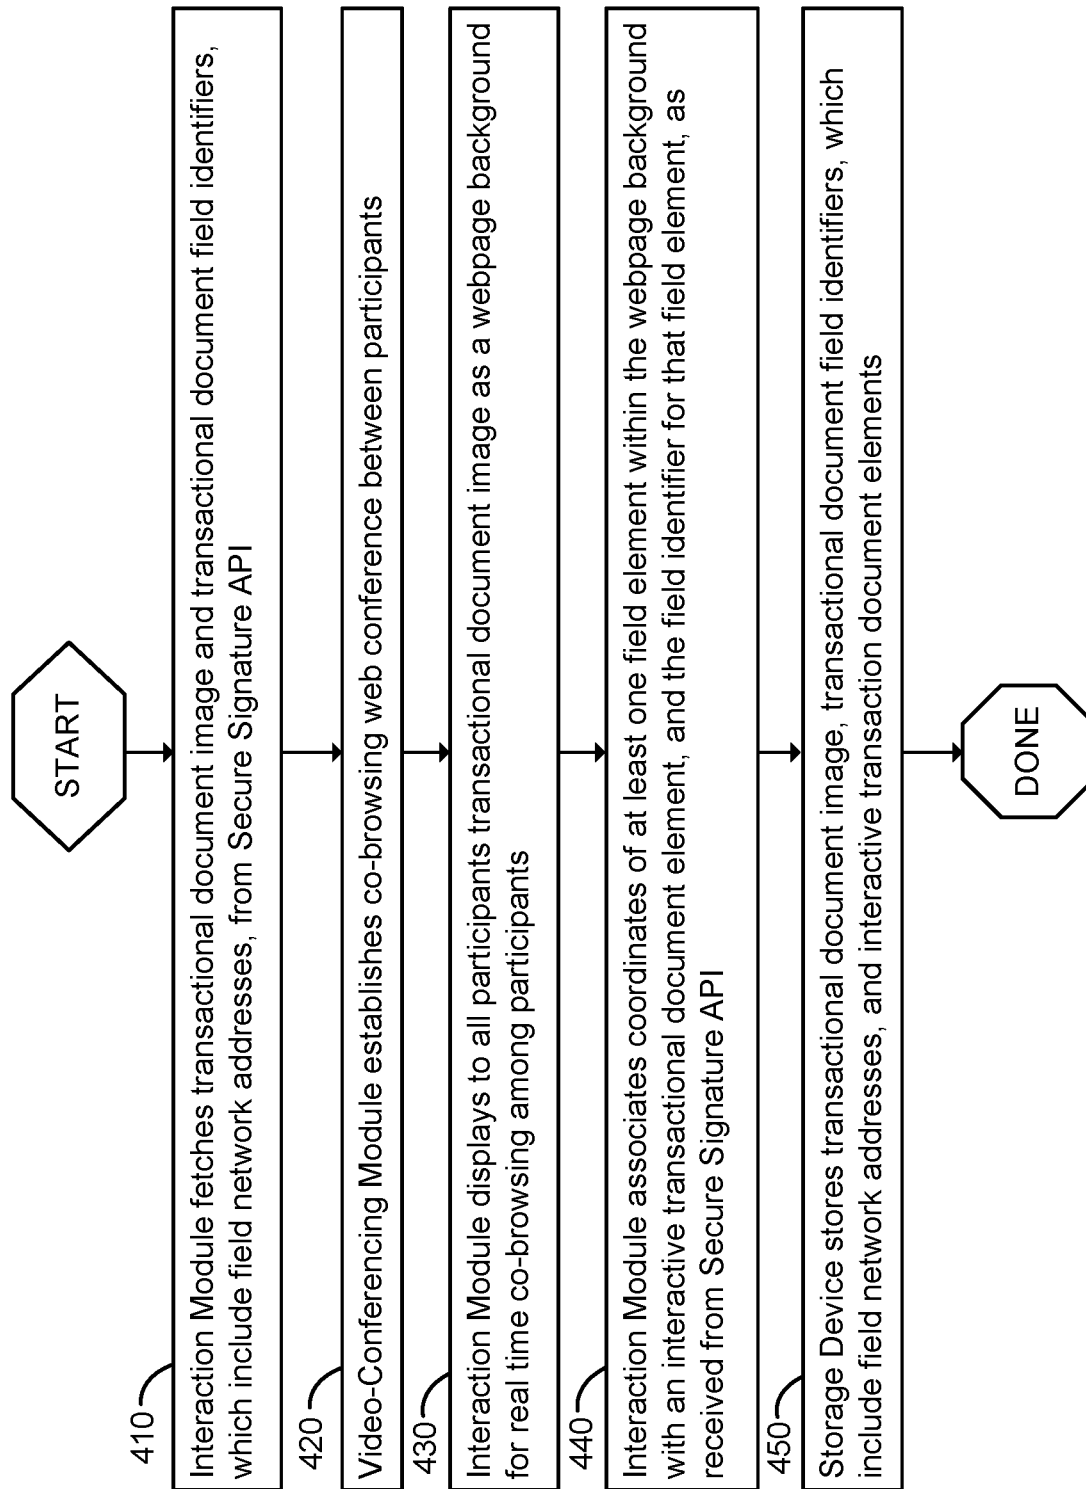 START
410
Interaction Module fetches transactional document image and transactional document field identifiers,
which include field network addresses, from Secure Signature API
420
Video-Conferencing Module establishes co-browsing web conference between participants
430
Interaction Module displays to all participants transactional document image as a webpage background
for real time co-browsing among participants
440
Interaction Module associates coordinates of at least one field element within the webpage background
with an interactive transactional document element, and the field identifier for that field element, as
received from Secure Signature API
450
Storage Device stores transactional document image, transactional document field identifiers, which
include field network addresses, and interactive transaction document elements
DONE